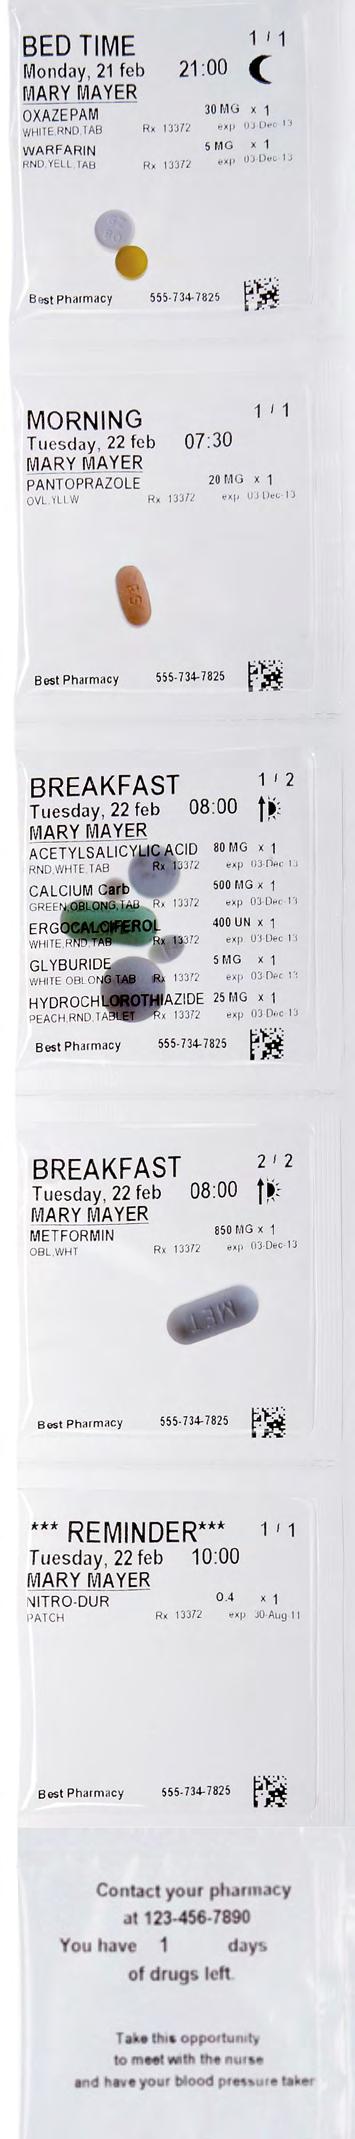 BED TIME 1 / 1
Monday, 21 feb 21:00
MARY MAYER
OXAZEPAM 30 MG x 1
WHITE,RND,TAB Rx 13372 exp 03-Dec-13
WARFARIN 5 MG x 1
RND,YELL,TAB Rx 13372 exp 03-Dec-13
Best Pharmacy 555-734-7825
MORNING 1 / 1
Tuesday, 22 feb 07:30
MARY MAYER
PANTOPRAZOLE 20 MG x 1
OVL,YLLW Rx 13372 exp 03-Dec-13
Best Pharmacy 555-734-7825
BREAKFAST 1 / 2
Tuesday, 22 feb 08:00
MARY MAYER
ACETYLSALICYLIC ACID 80 MG x 1
RND,WHTE,TAB Rx 13372 exp 03-Dec-13
CALCIUM Carb 500 MG x 1
GREEN,OBLONG,TAB Rx 13372 exp 03-Dec-13
ERGOCALCIFEROL 400 UN x 1
WHITE,RND,TAB Rx 13372 exp 03-Dec-13
GLYBURIDE 5 MG x 1
WHITE OBLONG TAB Rx 13372 exp 03-Dec-13
HYDROCHLOROTHIAZIDE 25 MG x 1
PEACH,RND,TABLET Rx 13372 exp 03-Dec-13
Best Pharmacy 555-734-7825
BREAKFAST 2 / 2
Tuesday, 22 feb 08:00
MARY MAYER
METFORMIN 850 MG x 1
OBL,WHT Rx 13372 exp 03-Dec-13
MET
Best Pharmacy 555-734-7825
*** REMINDER*** 1 / 1
Tuesday, 22 feb 10:00
MARY MAYER
NITRO-DUR 0.4 x 1
PATCH Rx 13372 exp 30-Aug-11
Best Pharmacy 555-734-7825
Contact your pharmacy
at 123-456-7890
You have 1 days
of drugs left.
Take this opportunity
to meet with the nurse
and have your blood pressure taker